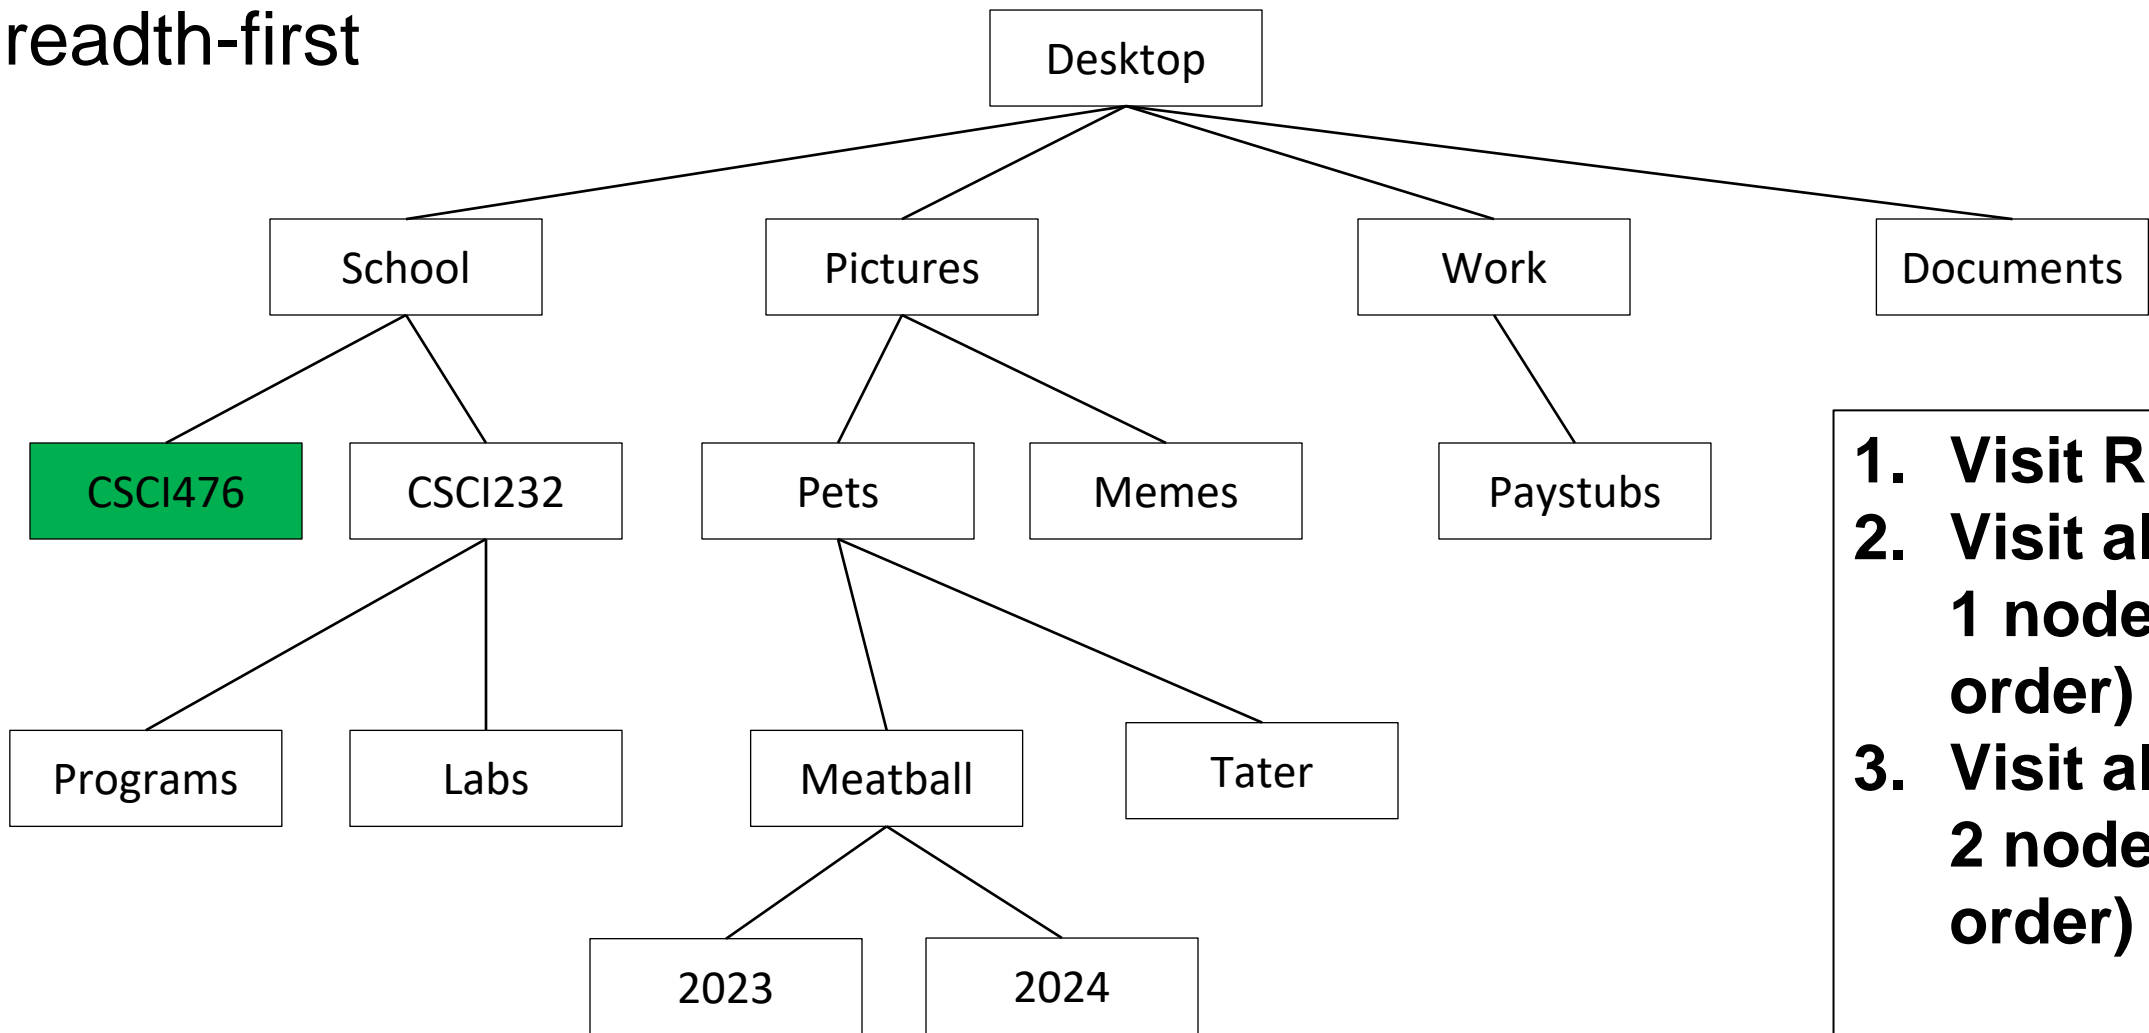 readth-first
Desktop
School
Pictures
Work
Documents
CSCI476
CSCI232
Pets
Memes
Paystubs
Programs
Labs
Meatball
Tater
2023
2024
1. Visit R
2. Visit al
1 node
order)
3. Visit al
2 node
order)